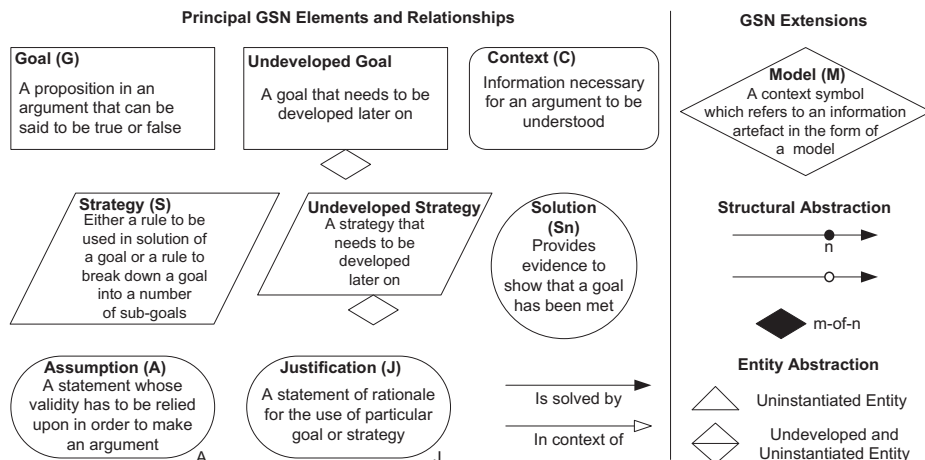 Principal GSN Elements and Relationships
Goal (G)
A proposition in an
argument that can be
said to be true or false
Undeveloped Goal
A goal that needs to be
developed later on
Context (C)
Information necessary
for an argument to be
understood
Strategy (S)
Either a rule to be
used in solution of
a goal or a rule to
break down a goal
into a number
of sub-goals
Undeveloped Strategy
A strategy that
needs to be
developed
later on
Solution
(Sn)
Provides
evidence to
show that a goal
has been met
Assumption (A)
A statement whose
validity has to be relied
upon in order to make
an argument
A
Justification (J)
A statement of rationale
for the use of particular
goal or strategy
J
Is solved by
In context of
GSN Extensions
Model (M)
A context symbol
which refers to an information
artefact in the form of
a model
Structural Abstraction
n
m-of-n
Entity Abstraction
Uninstantiated Entity
Undeveloped and
Uninstantiated Entity